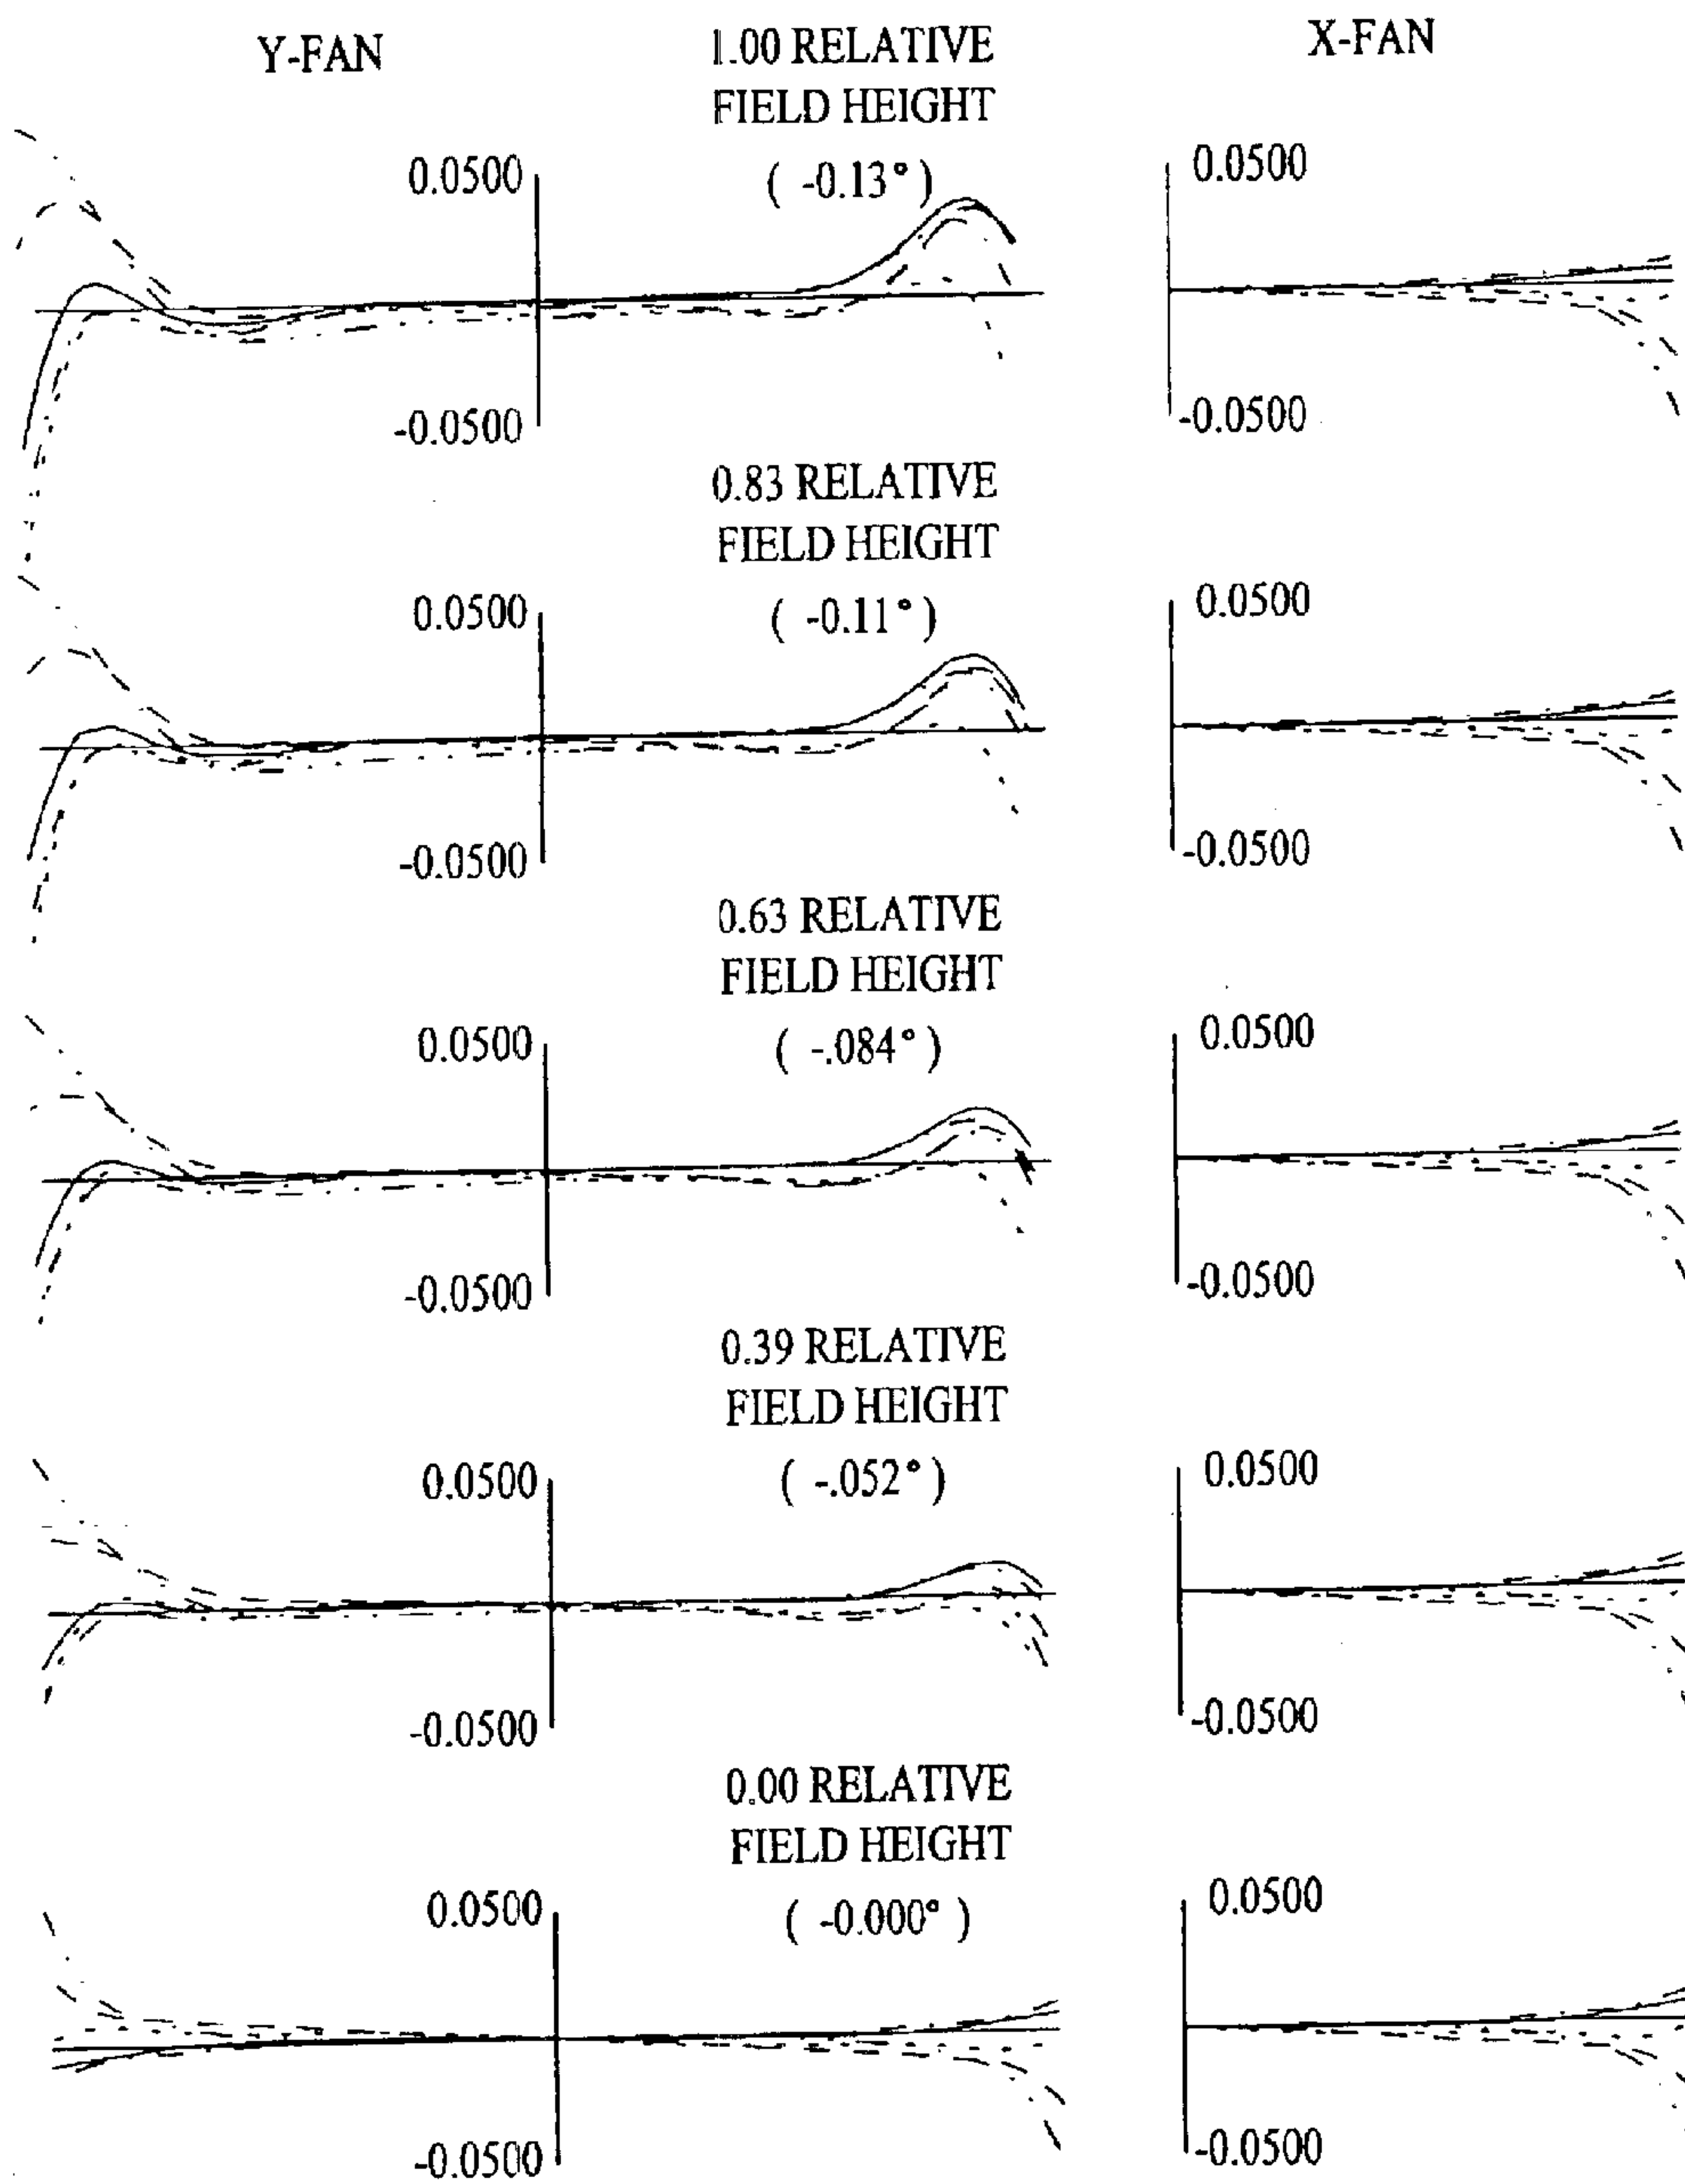 Y-FAN
1.00 RELATIVE
FIELD HEIGHT
( -0.13° )
X-FAN
0.0500
-0.0500
0.0500
-0.0500
0.83 RELATIVE
FIELD HEIGHT
( -0.11° )
0.0500
-0.0500
0.0500
-0.0500
0.63 RELATIVE
FIELD HEIGHT
( -.084° )
0.0500
-0.0500
0.0500
-0.0500
0.39 RELATIVE
FIELD HEIGHT
( -.052° )
0.0500
-0.0500
0.0500
-0.0500
0.00 RELATIVE
FIELD HEIGHT
( -0.000° )
0.0500
-0.0500
0.0500
-0.0500